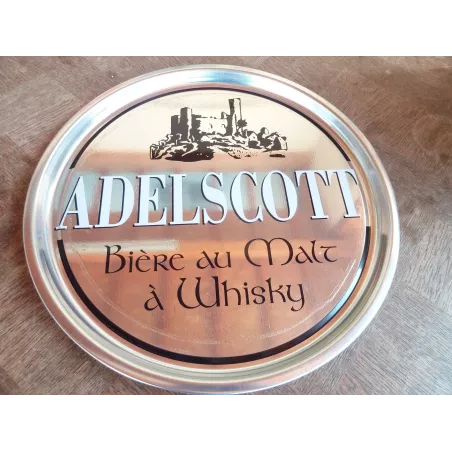 ADELSCOTT
Bière au Malt
à Whisky